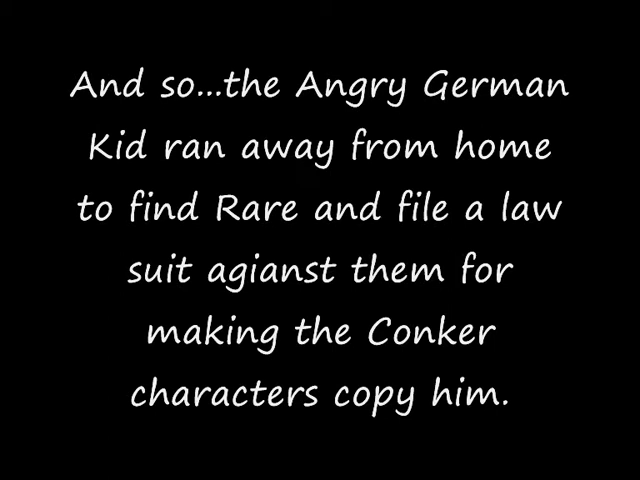 And so...the Angry German
Kid ran away from home
to find Rare and file a law
suit agianst them for
making the Conker
characters copy him.